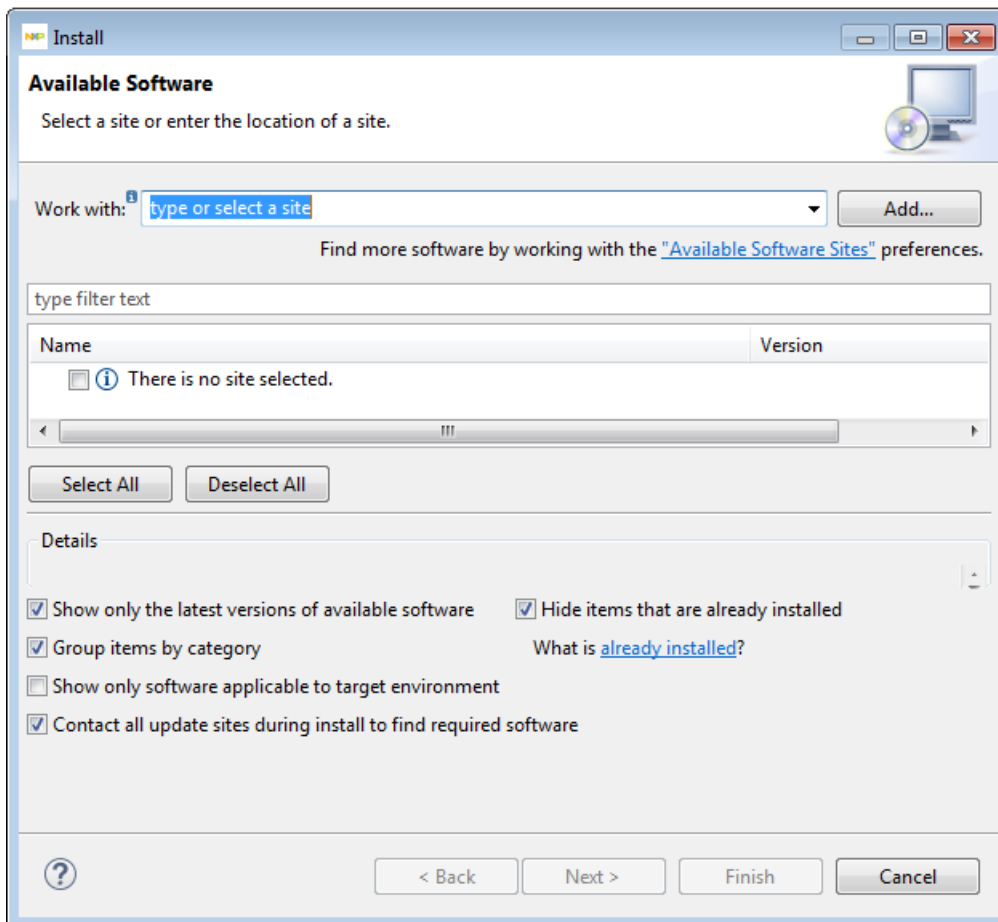 NXP Install
Available Software
Select a site or enter the location of a site.
Work with: type or select a site Add...
Find more software by working with the "Available Software Sites" preferences.
type filter text
Name Version
There is no site selected.
Select All Deselect All
Details
Show only the latest versions of available software Hide items that are already installed
Group items by category What is already installed?
Show only software applicable to target environment
Contact all update sites during install to find required software
? < Back Next > Finish Cancel